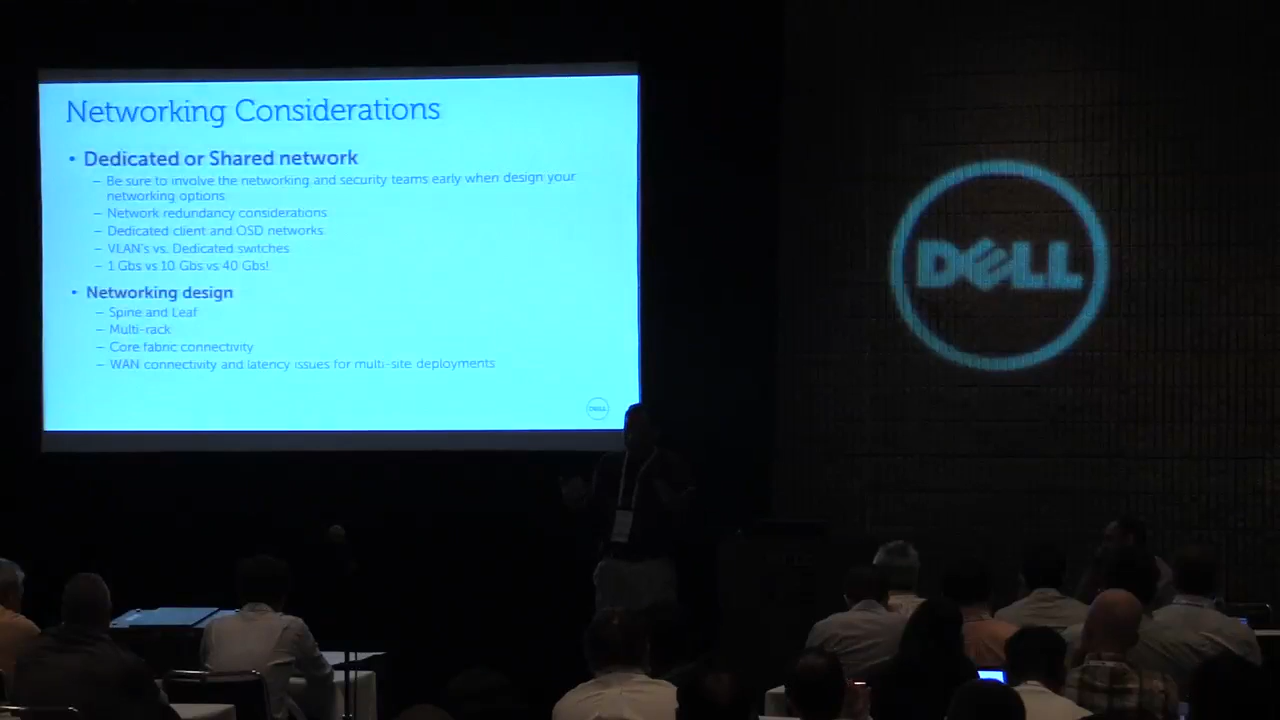 Networking Considerations
• Dedicated or Shared network
– Be sure to involve the networking and security teams early when design your
networking options
– Network redundancy considerations
– Dedicated client and OSD networks
– VLAN's vs. Dedicated switches
– 1 Gbs vs 10 Gbs vs 40 Gbs!
• Networking design
– Spine and Leaf
– Multi-rack
– Core fabric connectivity
– WAN connectivity and latency issues for multi-site deployments
DELL
DELL